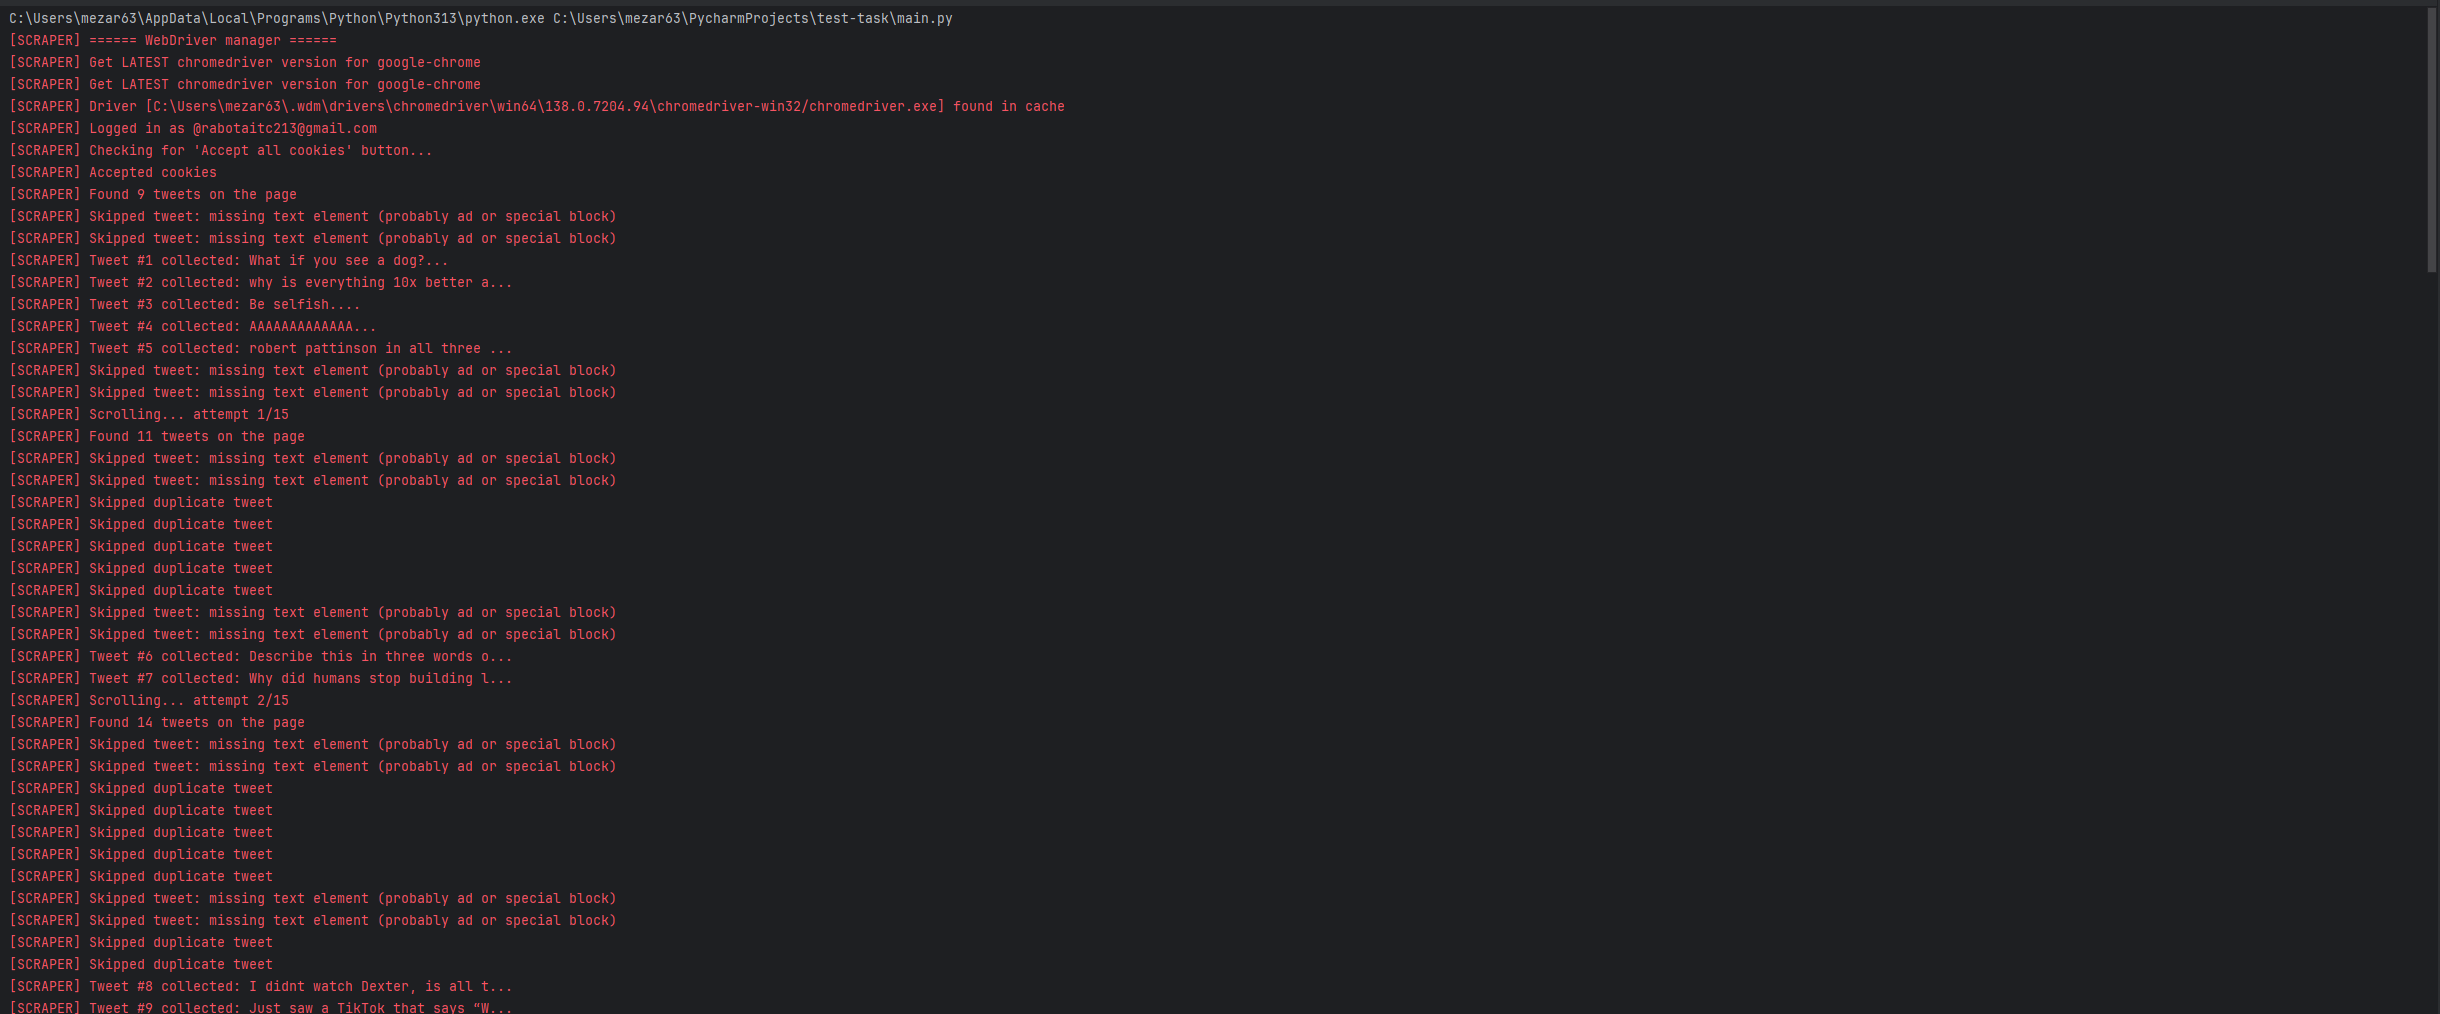 C:\Users\mezar63\AppData\Local\Programs\Python\Python313\python.exe C:\Users\mezar63\PycharmProjects\test-task\main.py
[SCRAPER] ====== WebDriver manager ======
[SCRAPER] Get LATEST chromedriver version for google-chrome
[SCRAPER] Get LATEST chromedriver version for google-chrome
[SCRAPER] Driver [C:\Users\mezar63\.wdm\drivers\chromedriver\win64\138.0.7204.94\chromedriver-win32/chromedriver.exe] found in cache
[SCRAPER] Logged in as @rabotaitc213@gmail.com
[SCRAPER] Checking for 'Accept all cookies' button...
[SCRAPER] Accepted cookies
[SCRAPER] Found 9 tweets on the page
[SCRAPER] Skipped tweet: missing text element (probably ad or special block)
[SCRAPER] Skipped tweet: missing text element (probably ad or special block)
[SCRAPER] Tweet #1 collected: What if you see a dog?...
[SCRAPER] Tweet #2 collected: why is everything 10x better a...
[SCRAPER] Tweet #3 collected: Be selfish....
[SCRAPER] Tweet #4 collected: AAAAAAAAAAAAA...
[SCRAPER] Tweet #5 collected: robert pattinson in all three ...
[SCRAPER] Skipped tweet: missing text element (probably ad or special block)
[SCRAPER] Skipped tweet: missing text element (probably ad or special block)
[SCRAPER] Scrolling... attempt 1/15
[SCRAPER] Found 11 tweets on the page
[SCRAPER] Skipped tweet: missing text element (probably ad or special block)
[SCRAPER] Skipped tweet: missing text element (probably ad or special block)
[SCRAPER] Skipped duplicate tweet
[SCRAPER] Skipped duplicate tweet
[SCRAPER] Skipped duplicate tweet
[SCRAPER] Skipped duplicate tweet
[SCRAPER] Skipped duplicate tweet
[SCRAPER] Skipped tweet: missing text element (probably ad or special block)
[SCRAPER] Skipped tweet: missing text element (probably ad or special block)
[SCRAPER] Tweet #6 collected: Describe this in three words o...
[SCRAPER] Tweet #7 collected: Why did humans stop building l...
[SCRAPER] Scrolling... attempt 2/15
[SCRAPER] Found 14 tweets on the page
[SCRAPER] Skipped tweet: missing text element (probably ad or special block)
[SCRAPER] Skipped tweet: missing text element (probably ad or special block)
[SCRAPER] Skipped duplicate tweet
[SCRAPER] Skipped duplicate tweet
[SCRAPER] Skipped duplicate tweet
[SCRAPER] Skipped duplicate tweet
[SCRAPER] Skipped duplicate tweet
[SCRAPER] Skipped tweet: missing text element (probably ad or special block)
[SCRAPER] Skipped tweet: missing text element (probably ad or special block)
[SCRAPER] Skipped duplicate tweet
[SCRAPER] Skipped duplicate tweet
[SCRAPER] Tweet #8 collected: I didnt watch Dexter, is all t...
[SCRAPER] Tweet #9 collected: Just saw a TikTok that says “W...